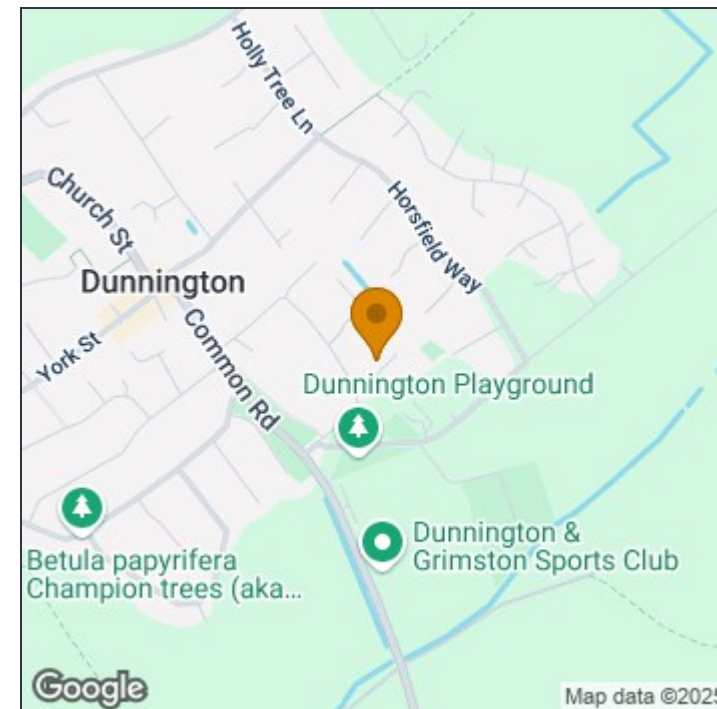 Holly Tree Ln
Church St
Horsfield Way
Dunnington
York St
Common Rd
Dunnington Playground
Dunnington &
Grimston Sports Club
Betula papyrifera
Champion trees (aka...
Google
Map data ©2025